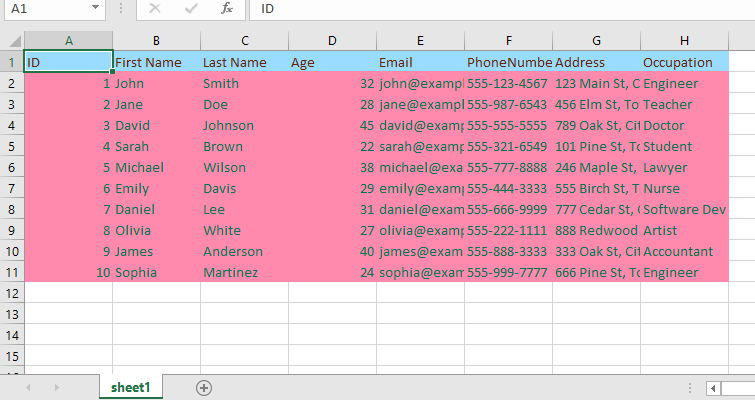 A1 fx ID
A B C D E F G H
1 ID First Name Last Name Age Email PhoneNumbe Address Occupation
2 1 John Smith 32 john@exampl 555-123-4567 123 Main St, C Engineer
3 2 Jane Doe 28 jane@exampl 555-987-6543 456 Elm St, To Teacher
4 3 David Johnson 45 david@examp 555-555-5555 789 Oak St, Cit Doctor
5 4 Sarah Brown 22 sarah@examp 555-321-6549 101 Pine St, To Student
6 5 Michael Wilson 38 michael@exa 555-777-8888 246 Maple St, Lawyer
7 6 Emily Davis 29 emily@examp 555-444-3333 555 Birch St, T Nurse
8 7 Daniel Lee 31 daniel@exam 555-666-9999 777 Cedar St, Software Dev
9 8 Olivia White 27 olivia@examp 555-222-1111 888 Redwood Artist
10 9 James Anderson 40 james@exam 555-888-3333 333 Oak St, Cit Accountant
11 10 Sophia Martinez 24 sophia@exam 555-999-7777 666 Pine St, To Engineer
12
13
14
15
sheet1